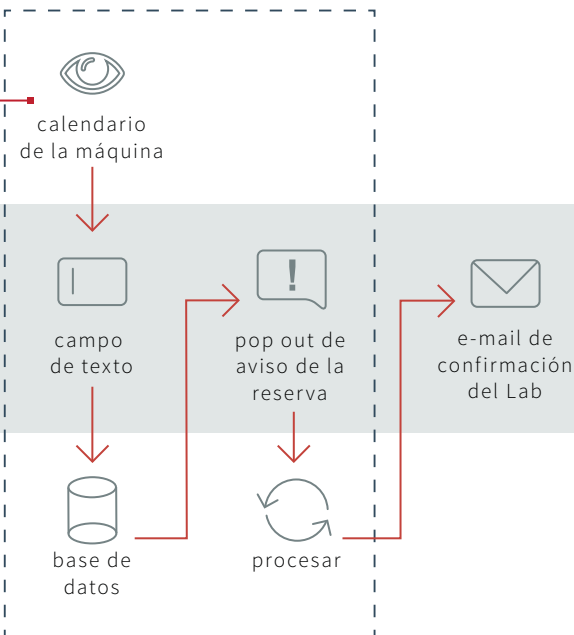 calendario
de la máquina
campo
de texto
pop out de
aviso de la
reserva
e-mail de
confirmación
del Lab
base de
datos
procesar